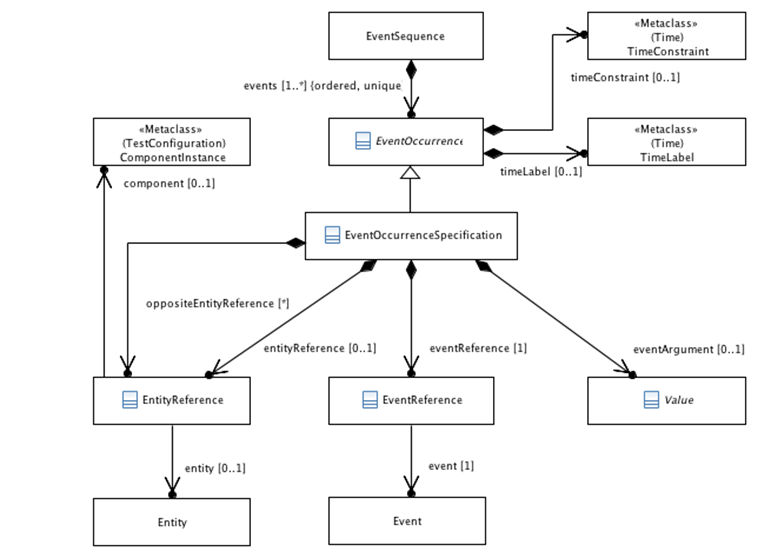 EventSequence
«Metaclass»
(Time)
TimeConstraint
timeConstraint [0..1]
events [1..*] {ordered, unique
«Metaclass»
(TestConfiguration)
ComponentInstance
EventOccurrence
«Metaclass»
(Time)
TimeLabel
timeLabel [0..1]
component [0..1]
EventOccurrenceSpecification
oppositeEntityReference [*]
entityReference [0..1]
eventReference [1]
eventArgument [0..1]
EntityReference
EventReference
Value
entity [0..1]
event [1]
Entity
Event